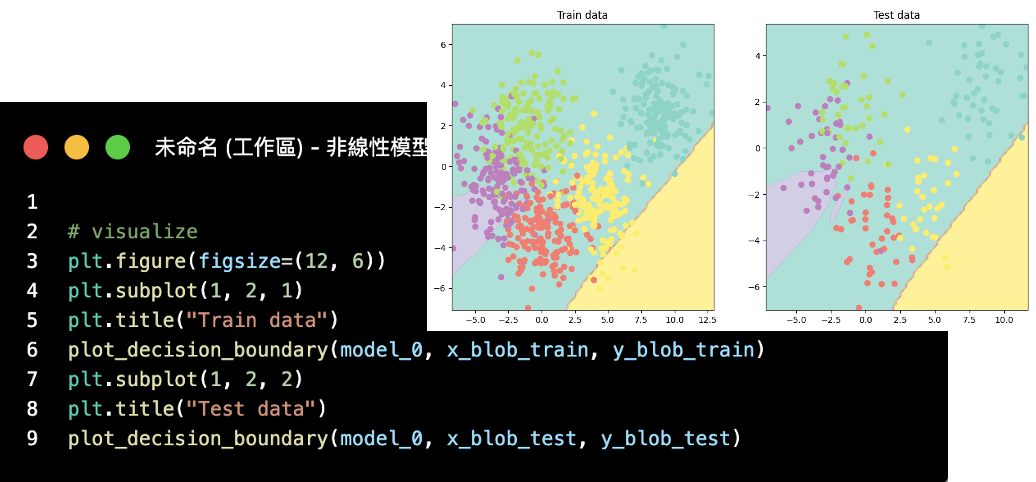 Train data
Test data
6
4
2
0
−2
−4
−6
−5.0 −2.5 0.0 2.5 5.0 7.5 10.0 12.5
4
2
0
−2
−4
−6
−5.0 −2.5 0.0 2.5 5.0 7.5 10.0
未命名 (工作區) - 非線性模型
1
2 # visualize
3 plt.figure(figsize=(12, 6))
4 plt.subplot(1, 2, 1)
5 plt.title("Train data")
6 plot_decision_boundary(model_0, x_blob_train, y_blob_train)
7 plt.subplot(1, 2, 2)
8 plt.title("Test data")
9 plot_decision_boundary(model_0, x_blob_test, y_blob_test)